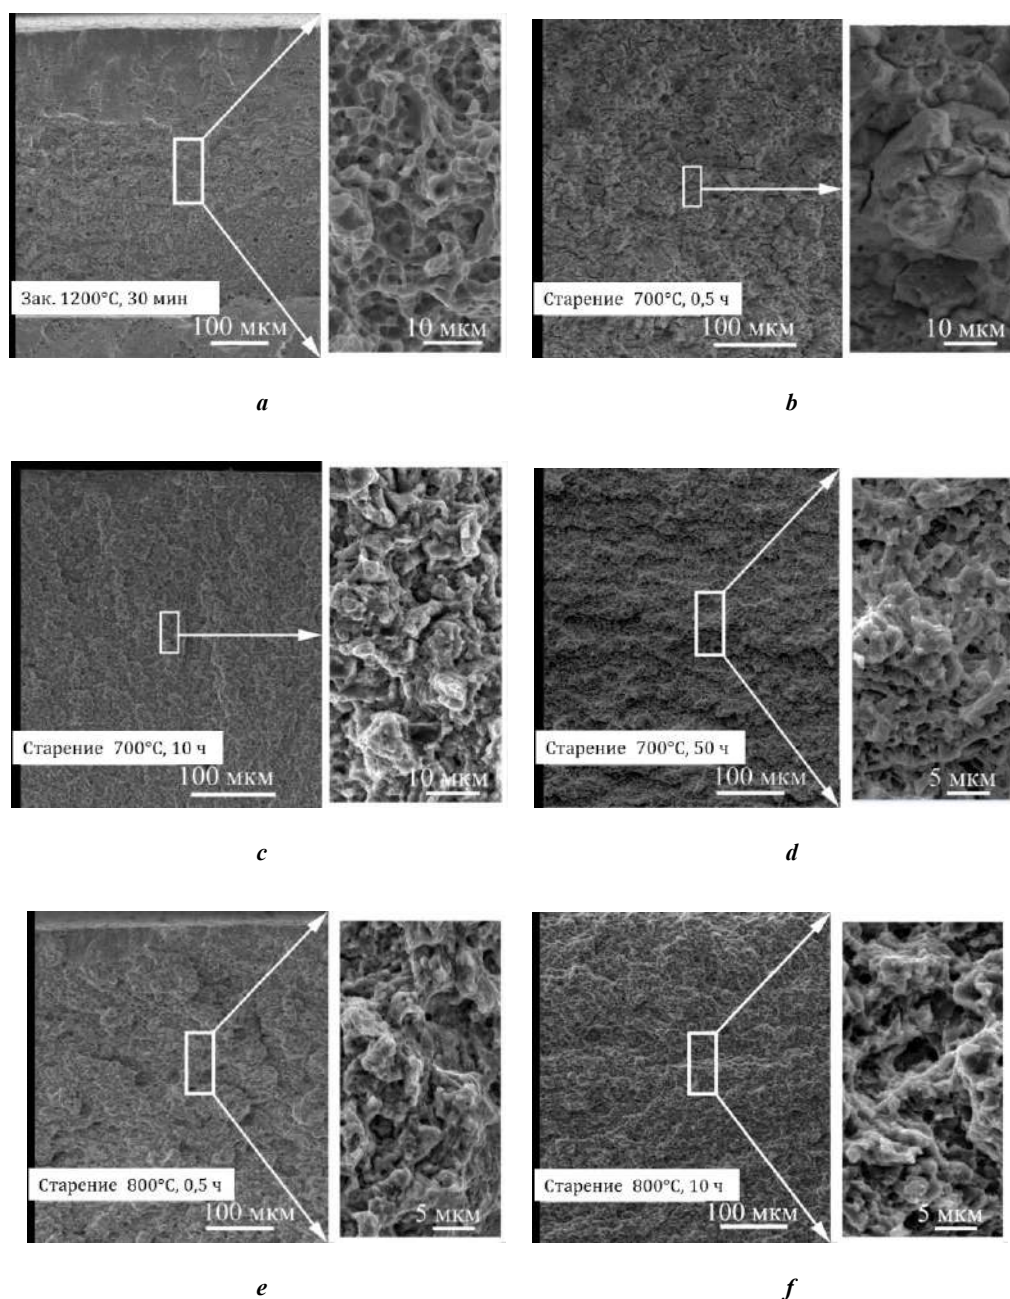 Зак. 1200°C, 30 мин
100 мкм
10 мкм
Старение 700°C, 0,5 ч
100 мкм
10 мкм
a
b
Старение 700°C, 10 ч
100 мкм
10 мкм
Старение 700°C, 50 ч
100 мкм
5 мкм
c
d
Старение 800°C, 0,5 ч
100 мкм
5 мкм
Старение 800°C, 10 ч
100 мкм
5 мкм
e
f